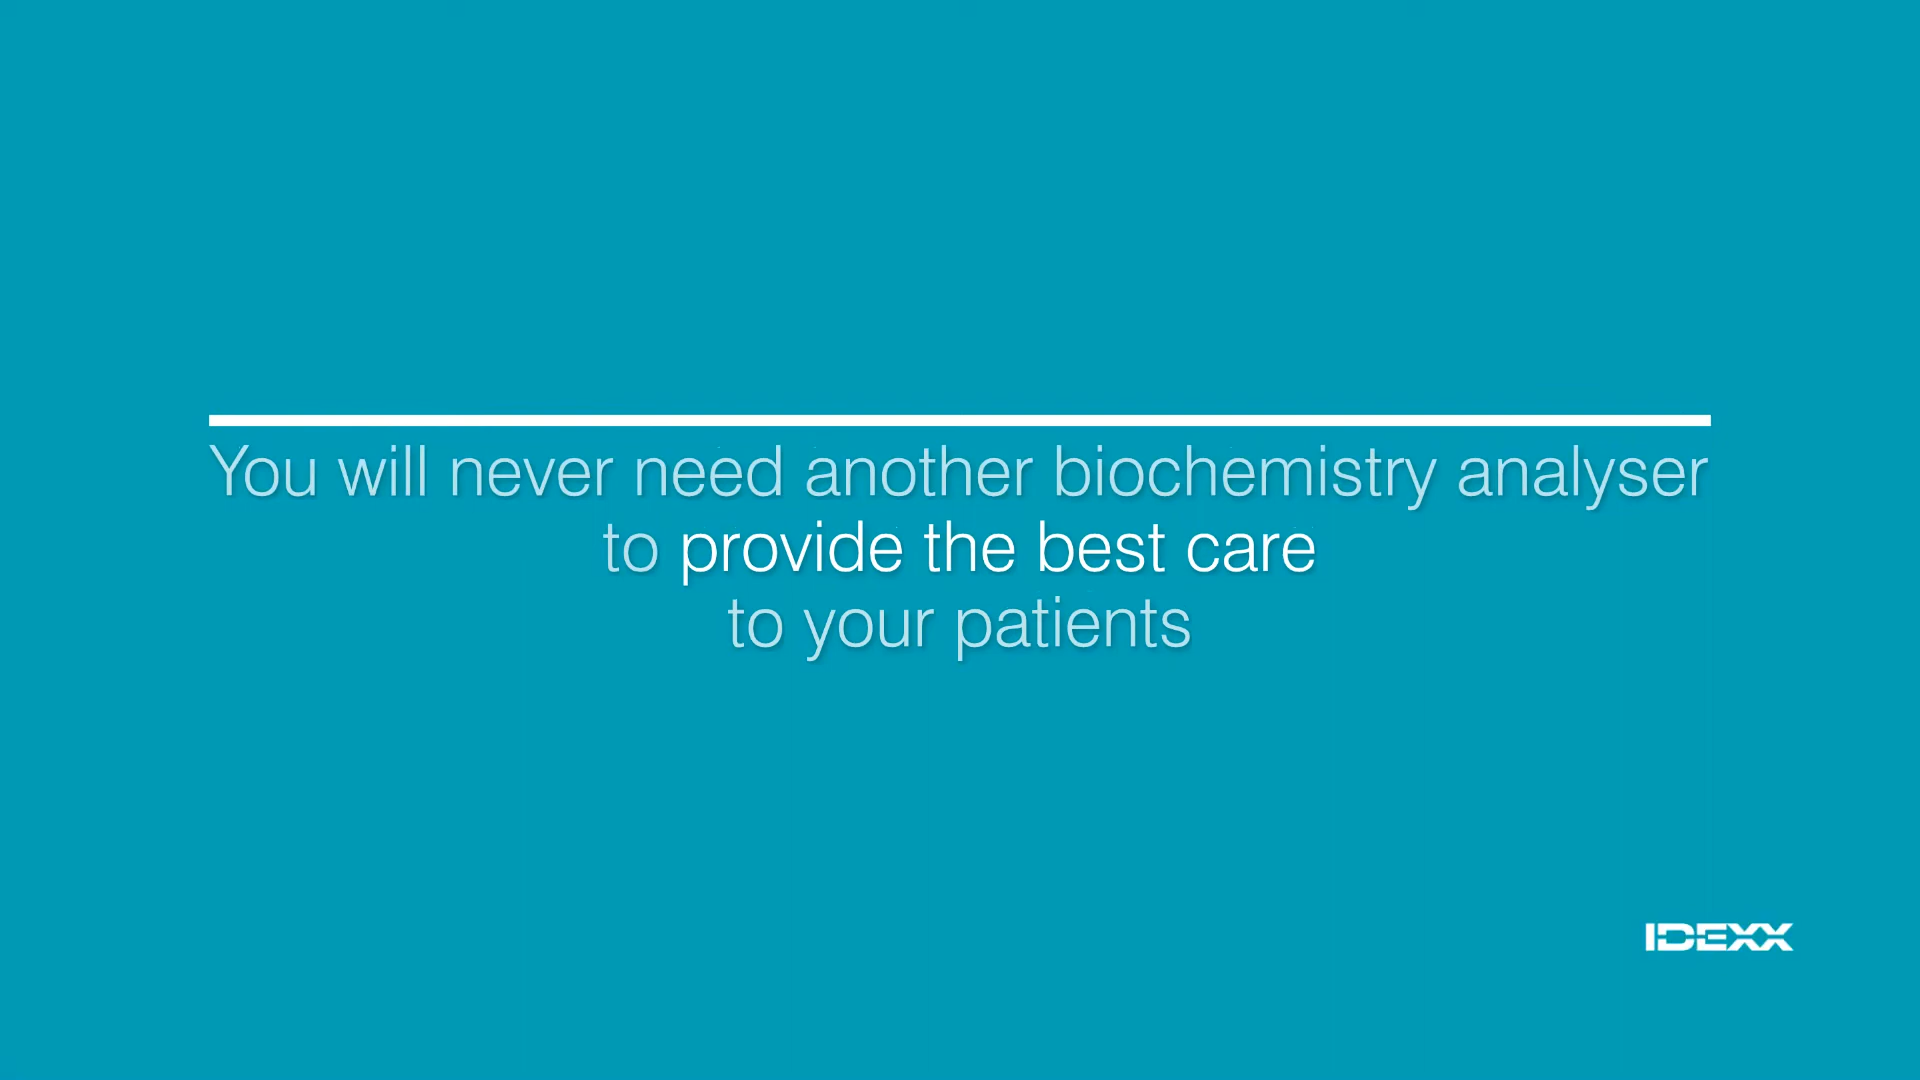 You will never need another biochemistry analyser
to provide the best care
to your patients
IDEXX